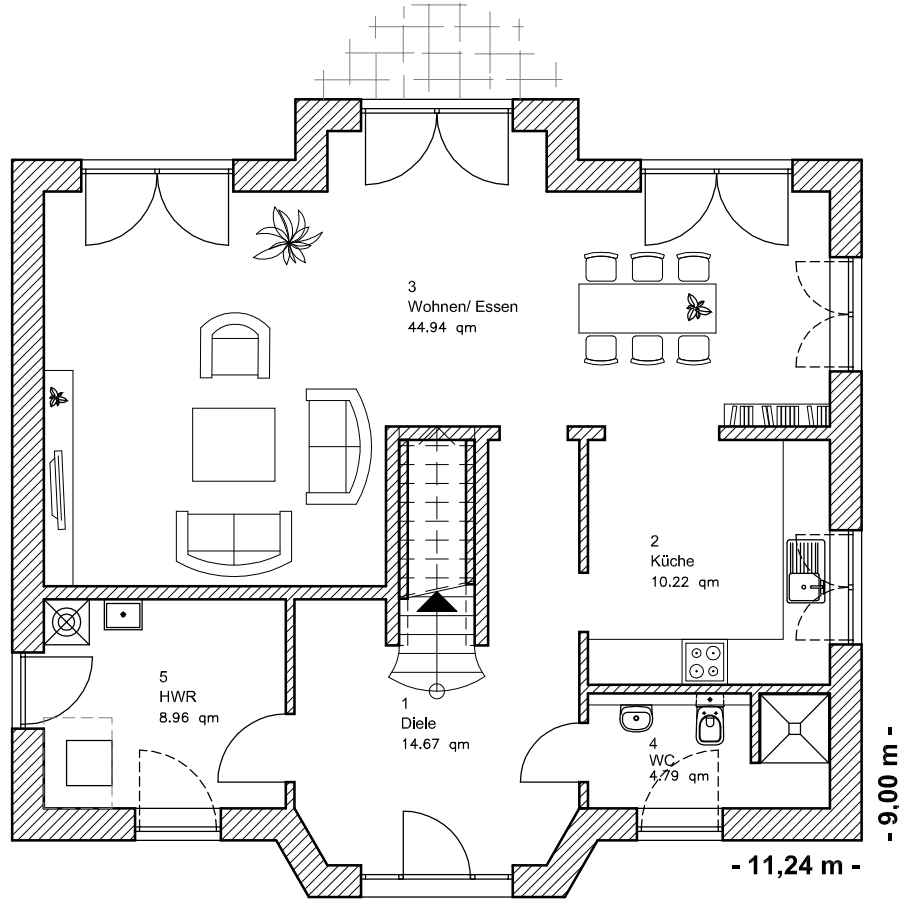 3
Wohnen/ Essen
44.94 qm
2
Küche
10.22 qm
5
HWR
8.96 qm
1
Diele
14.67 qm
4
WC
4.79 qm
- 9,00 m -
- 11,24 m -